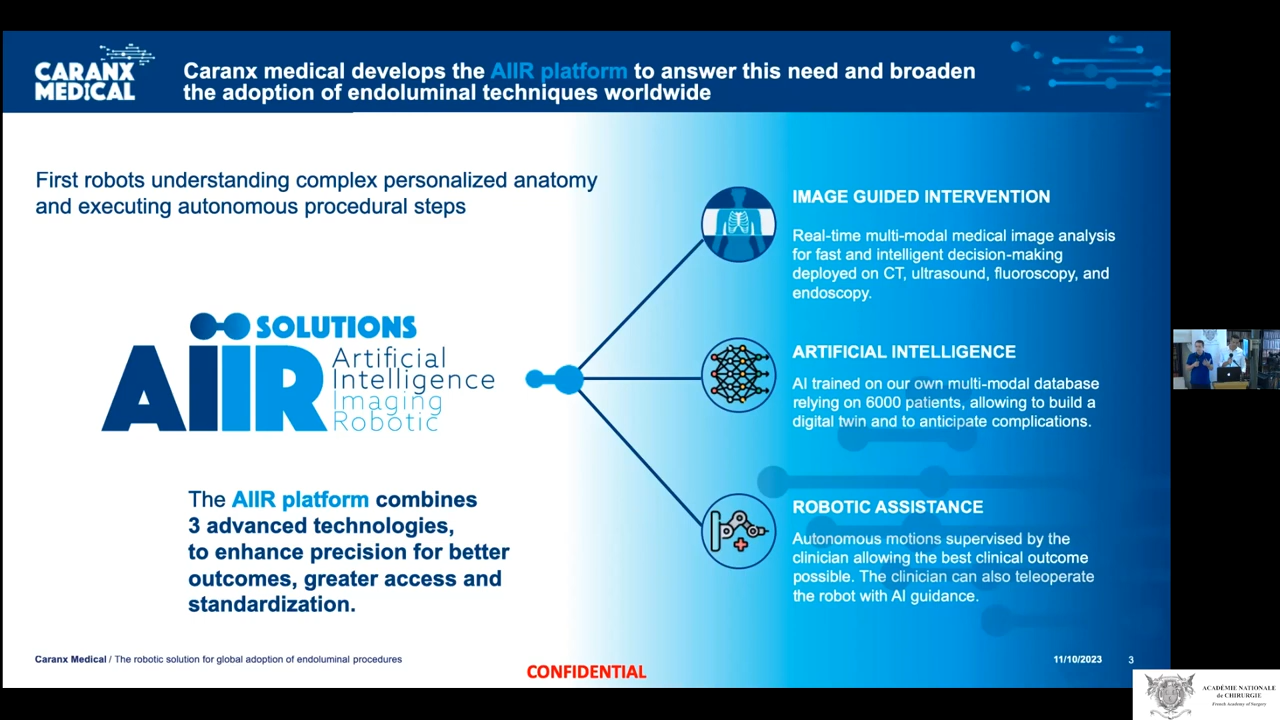 CARANX
MEDICAL
Caranx medical develops the AIIR platform to answer this need and broaden
the adoption of endoluminal techniques worldwide
First robots understanding complex personalized anatomy
and executing autonomous procedural steps
SOLUTIONS
AIIR
Artificial
Intelligence
Imaging
Robotic
The AIIR platform combines
3 advanced technologies,
to enhance precision for better
outcomes, greater access and
standardization.
IMAGE GUIDED INTERVENTION
Real-time multi-modal medical image analysis
for fast and intelligent decision-making
deployed on CT, ultrasound, fluoroscopy, and
endoscopy.
ARTIFICIAL INTELLIGENCE
AI trained on our own multi-modal database
relying on 6000 patients, allowing to build a
digital twin and to anticipate complications.
ROBOTIC ASSISTANCE
Autonomous motions supervised by the
clinician allowing the best clinical outcome
possible. The clinician can also teleoperate
the robot with AI guidance.
Caranx Medical / The robotic solution for global adoption of endoluminal procedures
CONFIDENTIAL
11/10/2023 3
ACADÉMIE NATIONALE
de CHIRURGIE
French Academy of Surgery